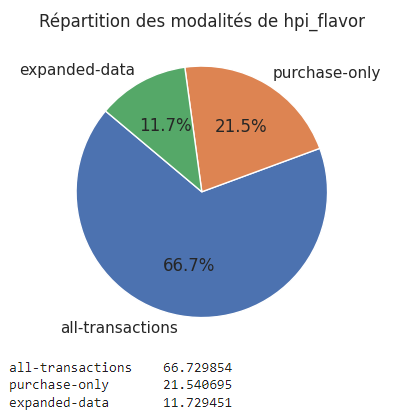 Répartition des modalités de hpi_flavor
expanded-data
purchase-only
11.7%
21.5%
66.7%
all-transactions
all-transactions 66.729854
purchase-only 21.540695
expanded-data 11.729451